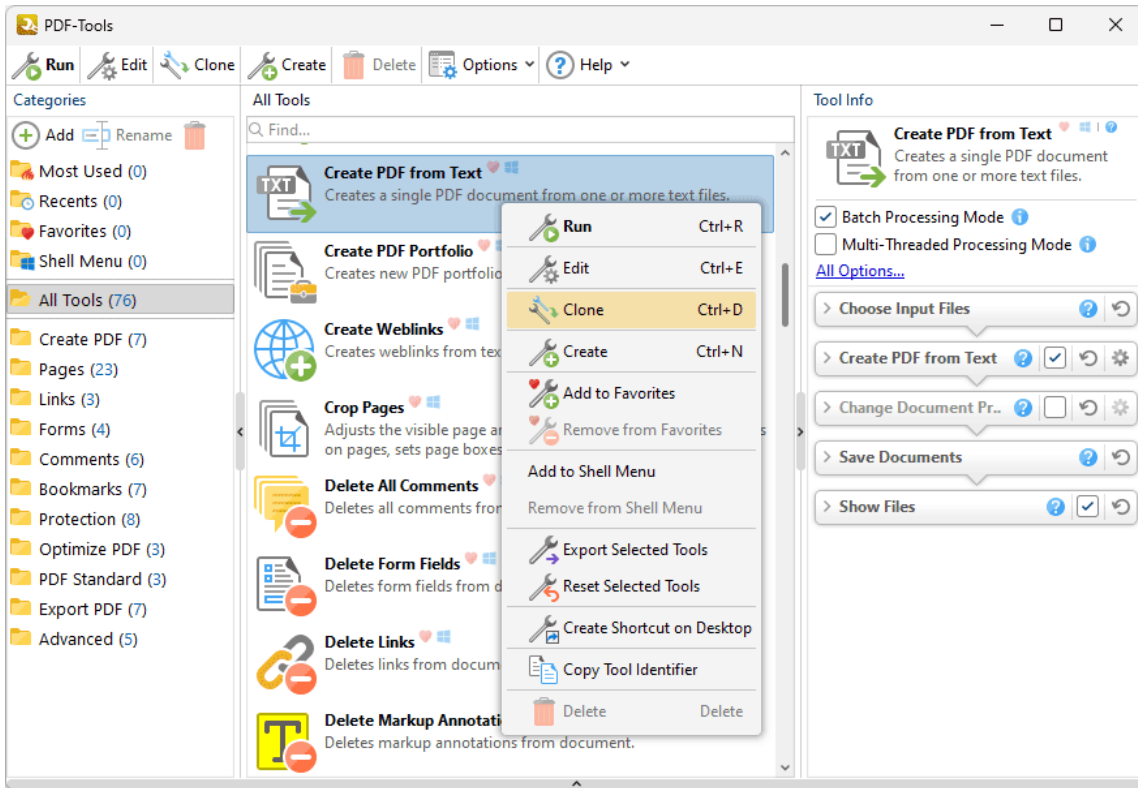 PDF-Tools
Run Edit Clone Create Delete Options Help
Categories
Add Rename
Most Used (0)
Recents (0)
Favorites (0)
Shell Menu (0)
All Tools (76)
Create PDF (7)
Pages (23)
Links (3)
Forms (4)
Comments (6)
Bookmarks (7)
Protection (8)
Optimize PDF (3)
PDF Standard (3)
Export PDF (7)
Advanced (5)
All Tools
Find...
TXT
Create PDF from Text
Creates a single PDF document from one or more text files.
Create PDF Portfolio
Creates new PDF portfolio
Create Weblinks
Creates weblinks from tex
Crop Pages
Adjusts the visible page ar
on pages, sets page boxes
Delete All Comments
Deletes all comments from
Delete Form Fields
Deletes form fields from d
Delete Links
Deletes links from docum
Delete Markup Annotati
Deletes markup annotations from document.
Run Ctrl+R
Edit Ctrl+E
Clone Ctrl+D
Create Ctrl+N
Add to Favorites
Remove from Favorites
Add to Shell Menu
Remove from Shell Menu
Export Selected Tools
Reset Selected Tools
Create Shortcut on Desktop
Copy Tool Identifier
Delete Delete
Tool Info
TXT
Create PDF from Text
Creates a single PDF document
from one or more text files.
Batch Processing Mode
Multi-Threaded Processing Mode
All Options...
Choose Input Files
Create PDF from Text
Change Document Pr..
Save Documents
Show Files